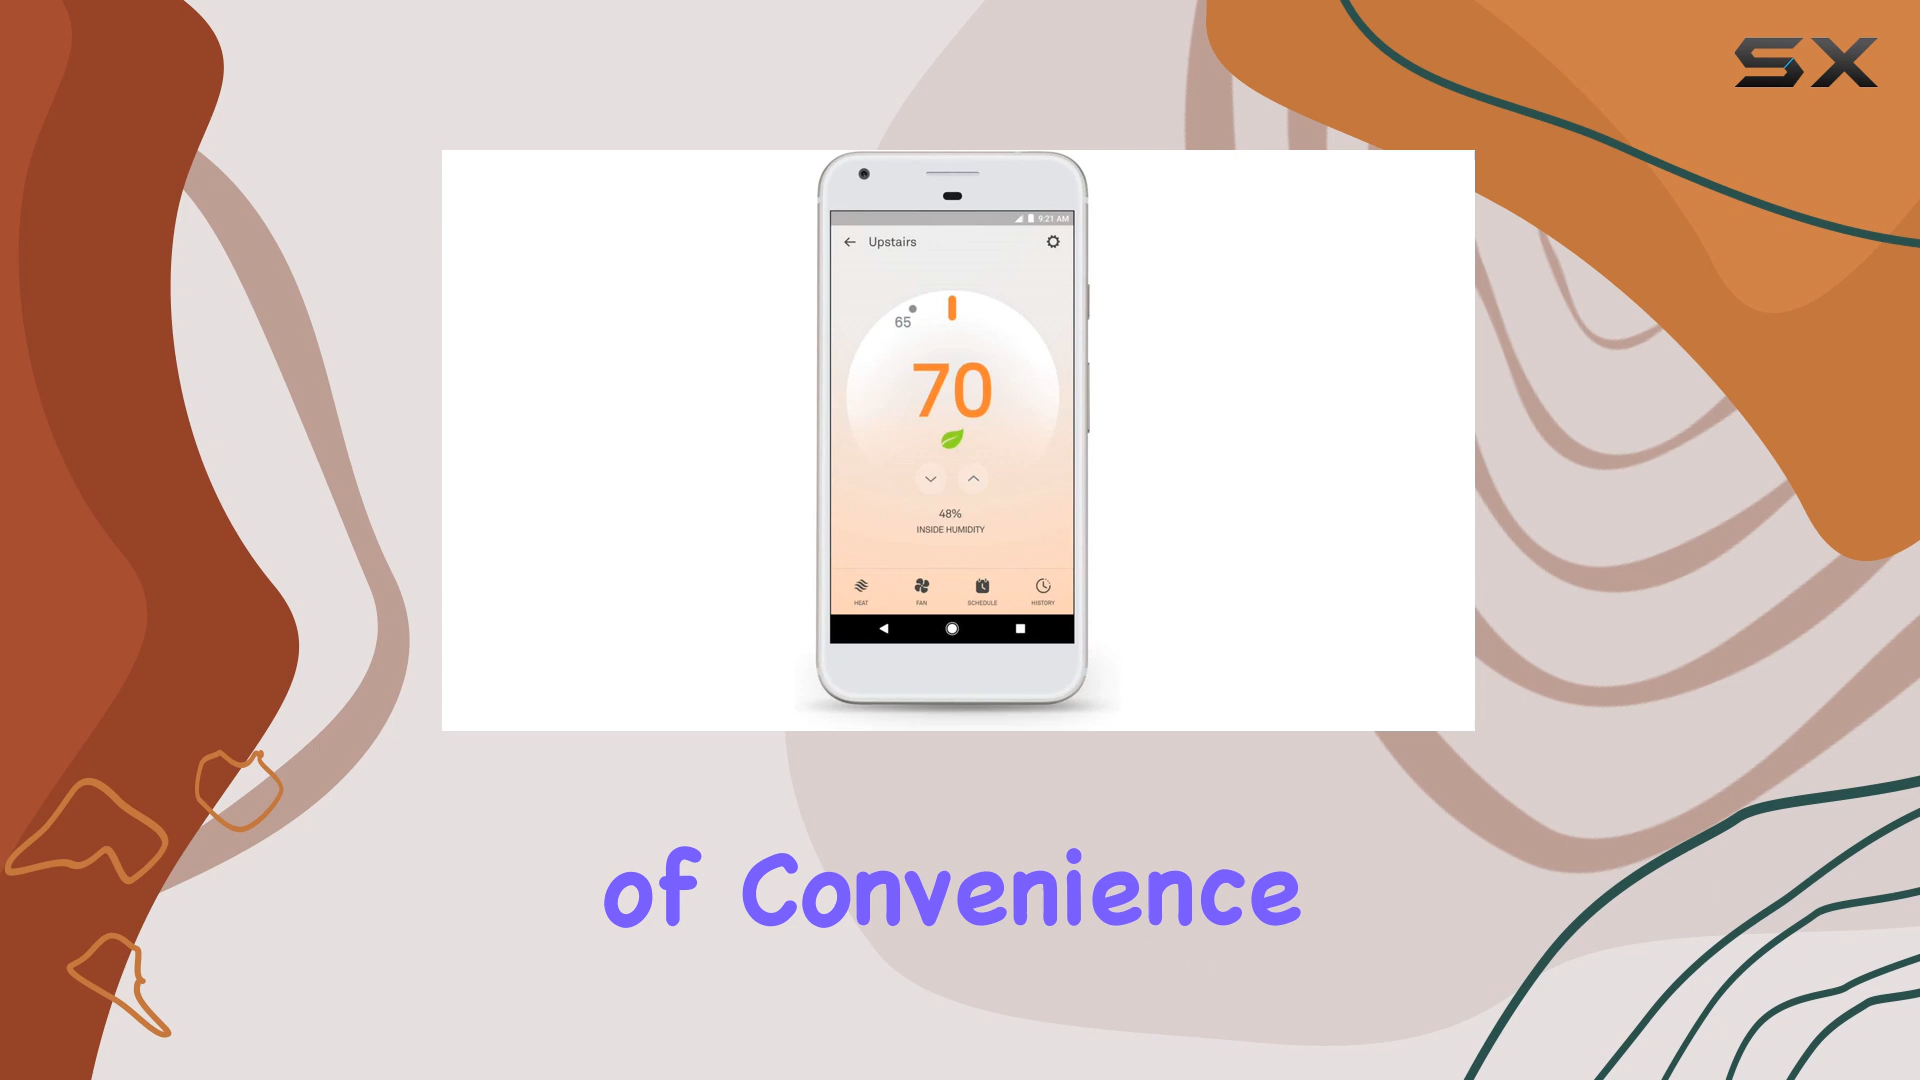 SX
9:21 AM
Upstairs
65
70
48%
INSIDE HUMIDITY
HEAT FAN SCHEDULE HISTORY
of Convenience